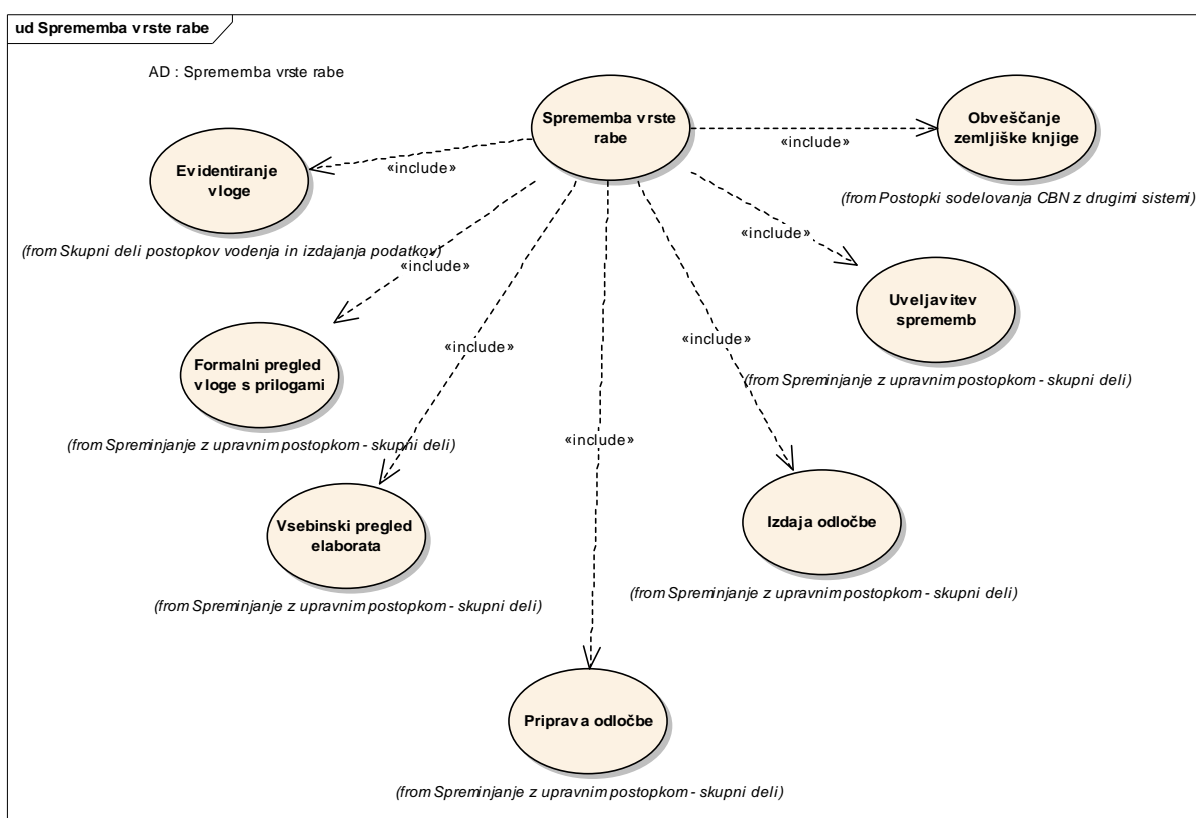 ud Sprememba vrste rabe
AD : Sprememba vrste rabe
Sprememba vrste
rabe
Obveščanje
zemljiške knjige
«include»
(from Postopki sodelovanja CBN z drugimi sistemi)
Evidentiranje
vloge
«include»
(from Skupni deli postopkov vodenja in izdajanja podatkov)
«include»
«include»
Uveljavitev
sprememb
(from Spreminjanje z upravnim postopkom - skupni deli)
Formalni pregled
vloge s prilogami
(from Spreminjanje z upravnim postopkom - skupni deli)
«include»
«include»
«include»
Vsebinski pregled
elaborata
(from Spreminjanje z upravnim postopkom - skupni deli)
Izdaja odločbe
(from Spreminjanje z upravnim postopkom - skupni deli)
Priprava odločbe
(from Spreminjanje z upravnim postopkom - skupni deli)